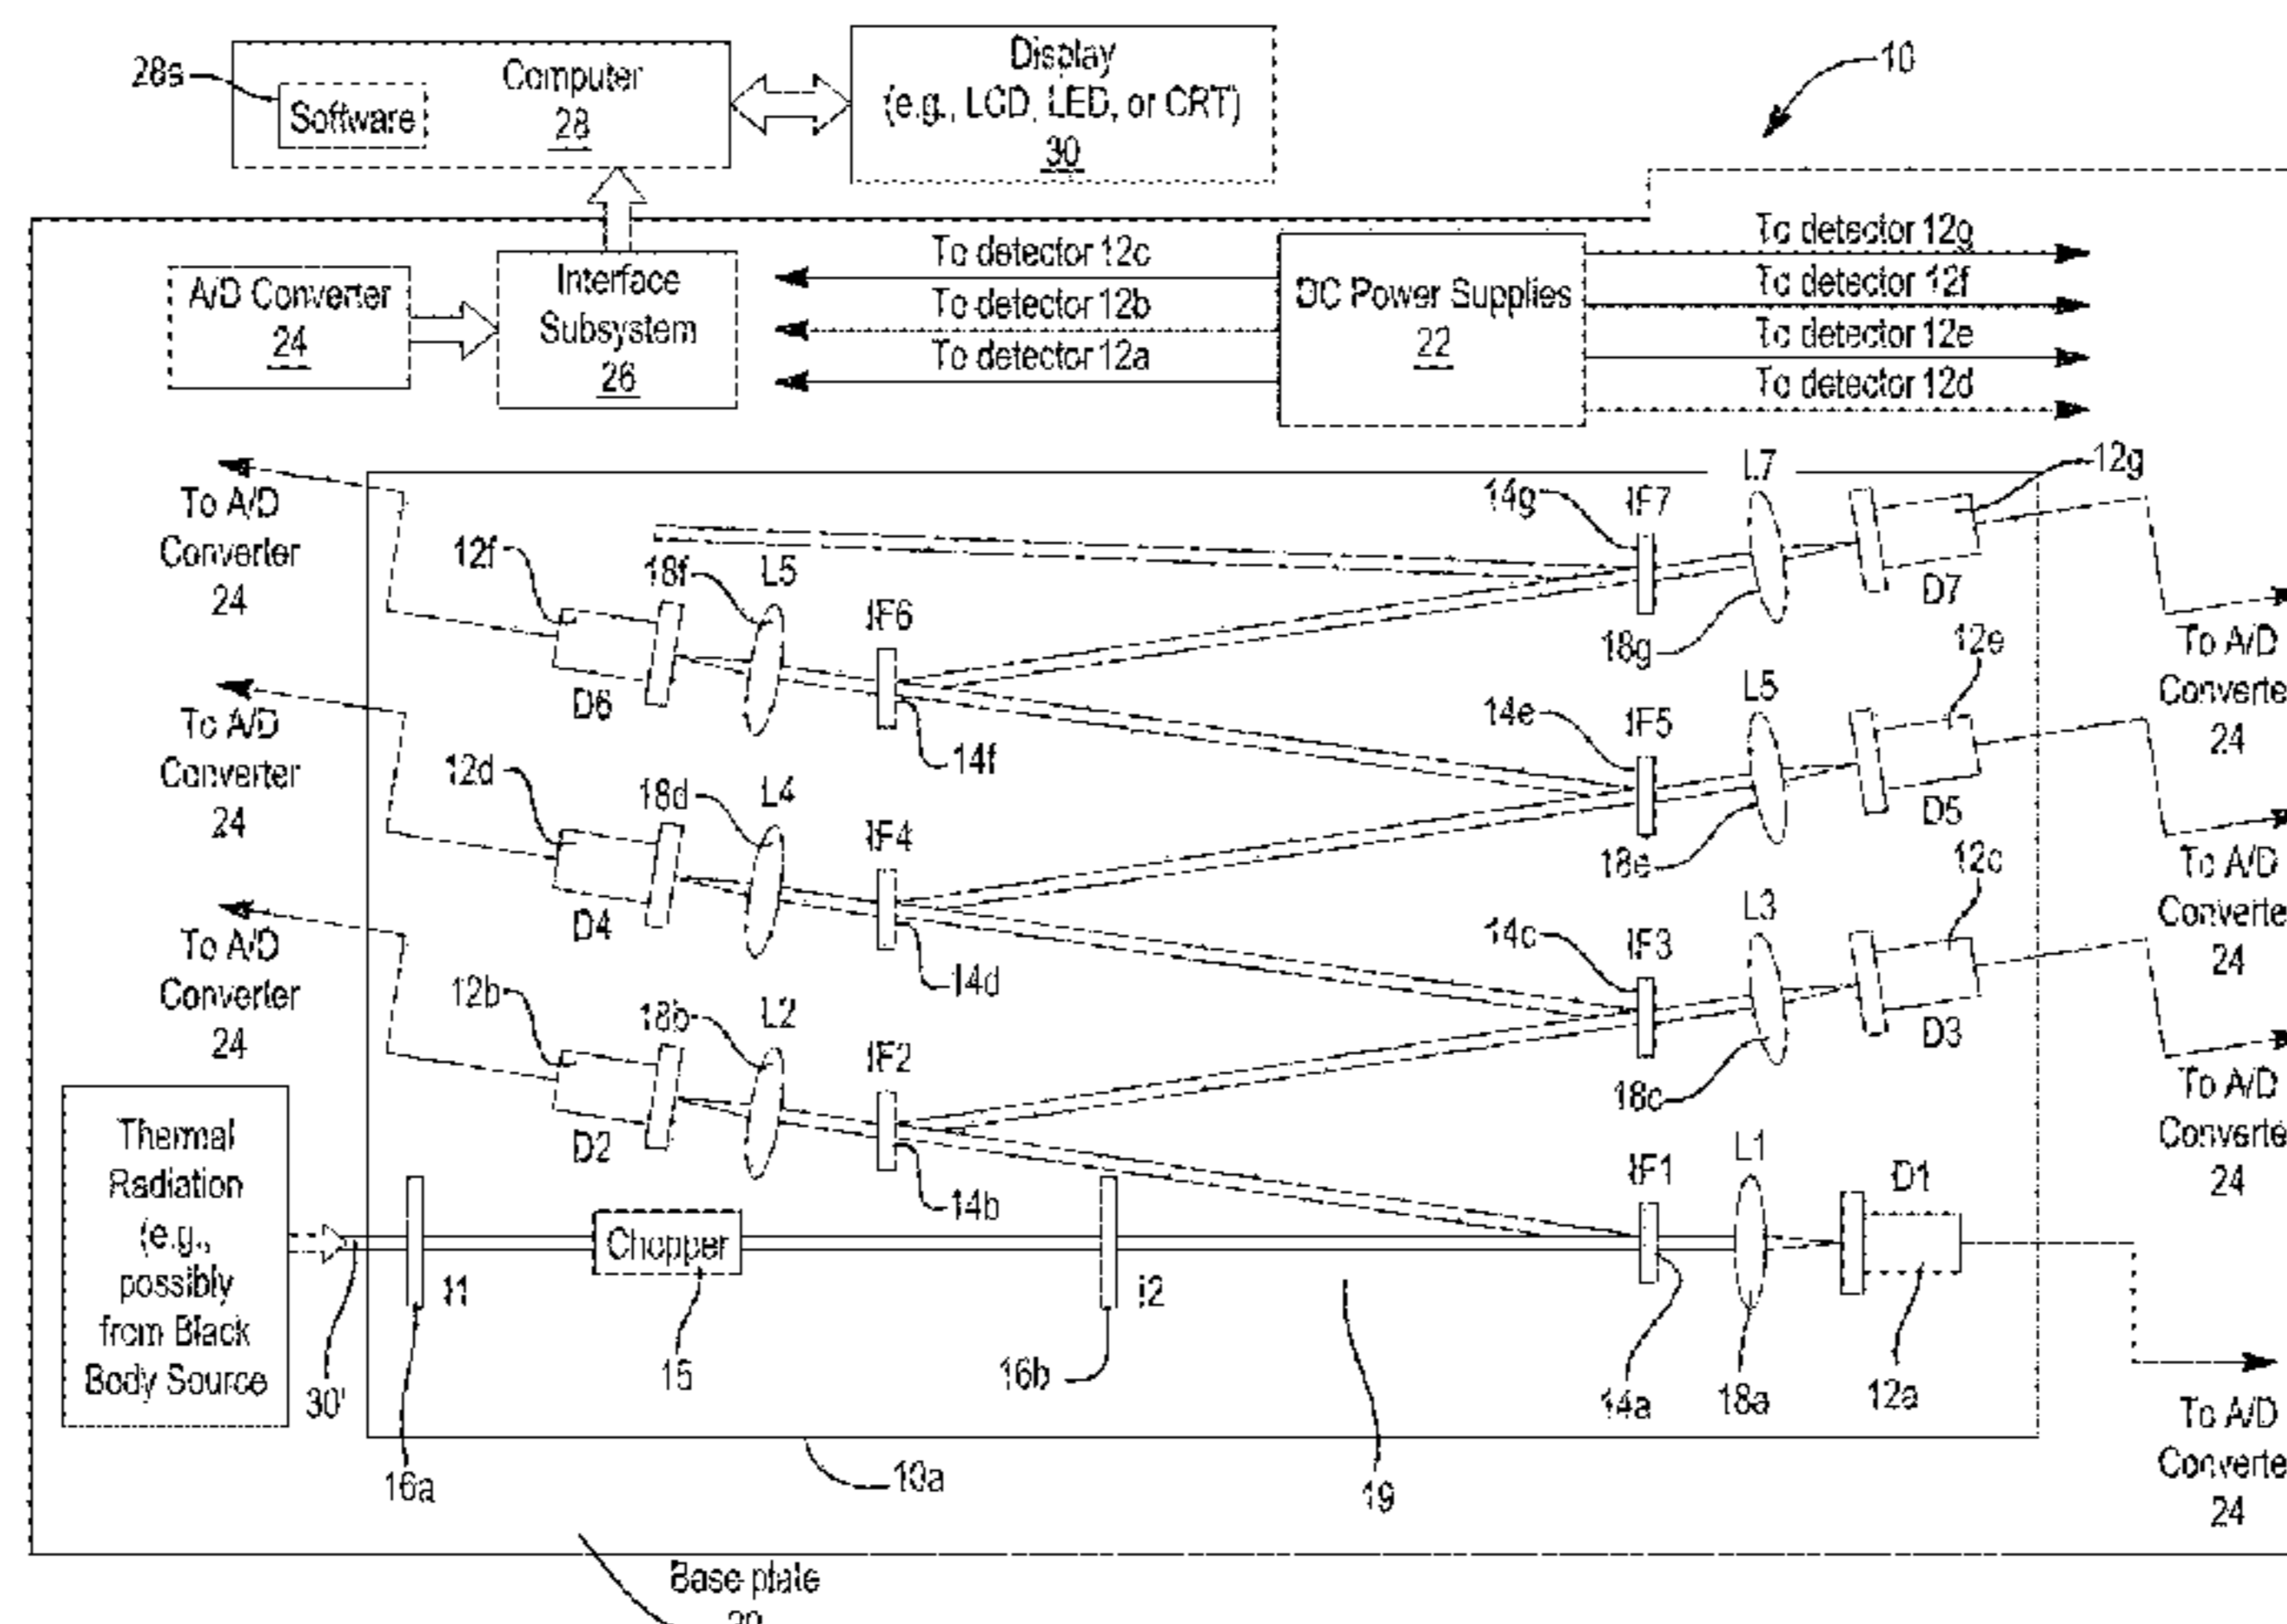 28s
Software
Computer
28
Display
(e.g., LCD, LED, or CRT)
30
10
A/D Converter
24
Interface
Subsystem
26
To detector 12c
To detector 12b
To detector 12a
DC Power Supplies
22
To detector 12g
To detector 12f
To detector 12e
To detector 12d
To A/D
Converter
24
12f
18f
L5
IF6
D6
14f
14g
IF7
L7
12g
18g
D7
To A/D
Converte
24
To A/D
Converter
24
12d
18d
L4
IF4
D4
14d
14e
IF5
L5
12e
18e
D5
To A/D
Converte
24
To A/D
Converter
24
12b
18b
L2
IF2
D2
14b
14c
IF3
L3
12c
18c
D3
To A/D
Converte
24
Thermal
Radiation
(e.g.,
possibly
from Black
Body Source
30'
I1
16a
Chopper
15
I2
16b
19
IF1
14a
L1
18a
D1
12a
To A/D
Converte
24
10a
Base plate